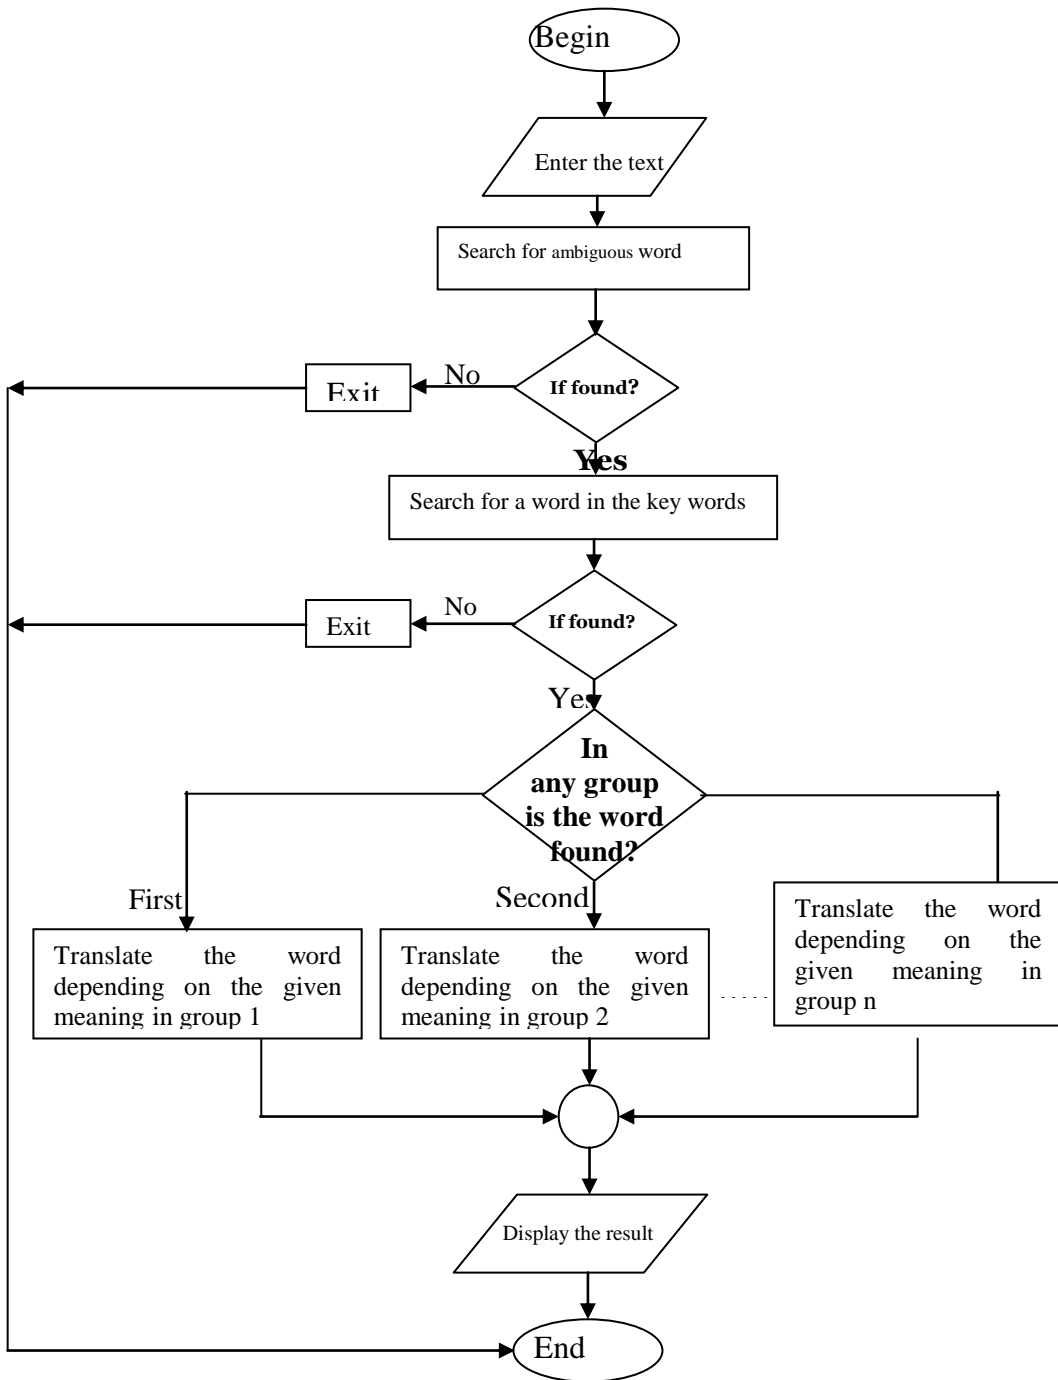 Begin
Enter the text
Search for ambiguous word
If found?
No
Exit
Yes
Search for a word in the key words
If found?
No
Exit
Yes
In
any group
is the word
found?
First
Second
Translate the word
depending on the given
meaning in group 1
Translate the word
depending on the given
meaning in group 2
Translate the word
depending on the
given meaning in
group n
Display the result
End